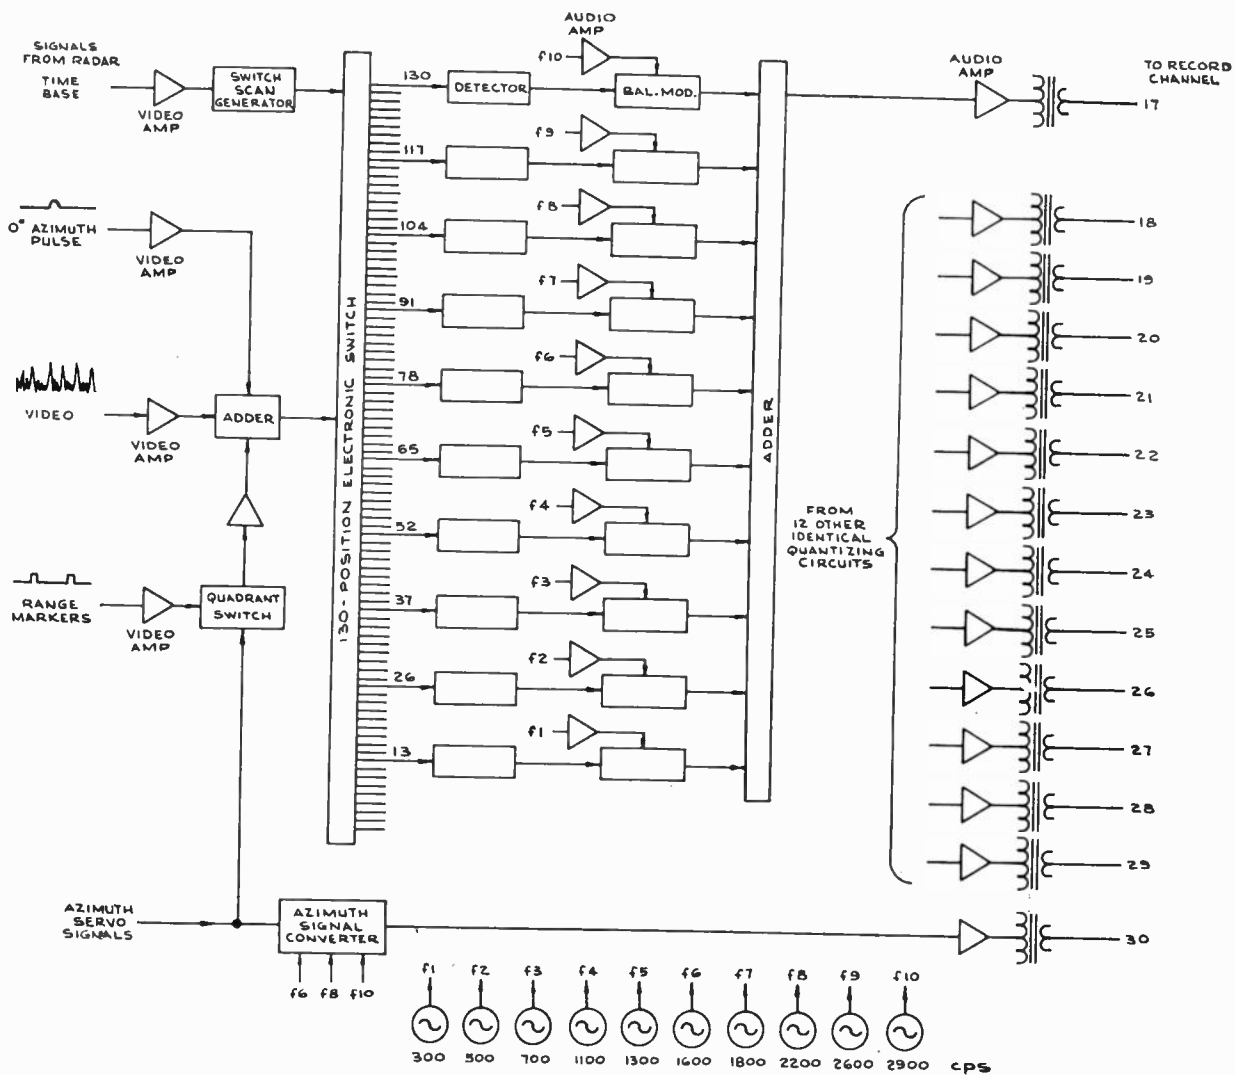 SIGNALS
FROM RADAR
TIME
BASE
VIDEO
AMP
SWITCH
SCAN
GENERATOR
0° AZIMUTH
PULSE
VIDEO
AMP
VIDEO
VIDEO
AMP
ADDER
RANGE
MARKERS
VIDEO
AMP
QUADRANT
SWITCH
AZIMUTH
SERVO
SIGNALS
AZIMUTH
SIGNAL
CONVERTER
f6 f8 f10
130-POSITION ELECTRONIC SWITCH
AUDIO
AMP
f10
130
DETECTOR
BAL. MOD.
f9
117
f8
104
f7
91
f6
78
f5
65
f4
52
f3
37
f2
26
f1
13
ADDER
AUDIO
AMP
TO RECORD
CHANNEL
17
FROM
12 OTHER
IDENTICAL
QUANTIZING
CIRCUITS
18
19
20
21
22
23
24
25
26
27
28
29
30
f1 f2 f3 f4 f5 f6 f7 f8 f9 f10
300 500 700 1100 1300 1600 1800 2200 2600 2900 cps